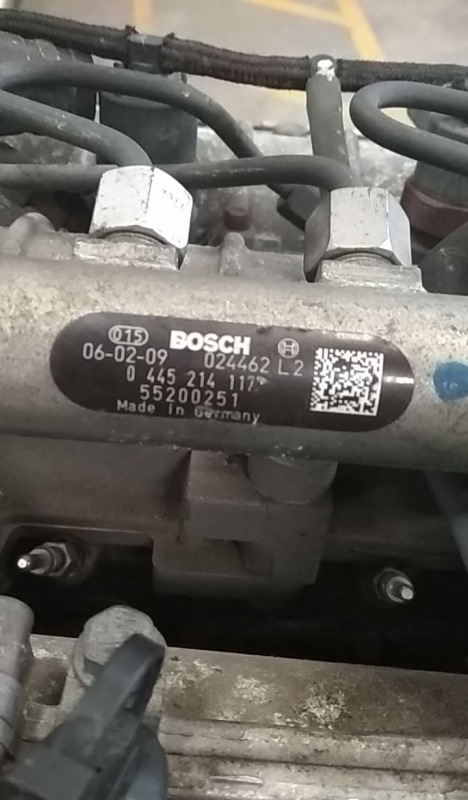 015 BOSCH
06-02-09 024462 L2
0 445 214 117
55200251
Made in Germany